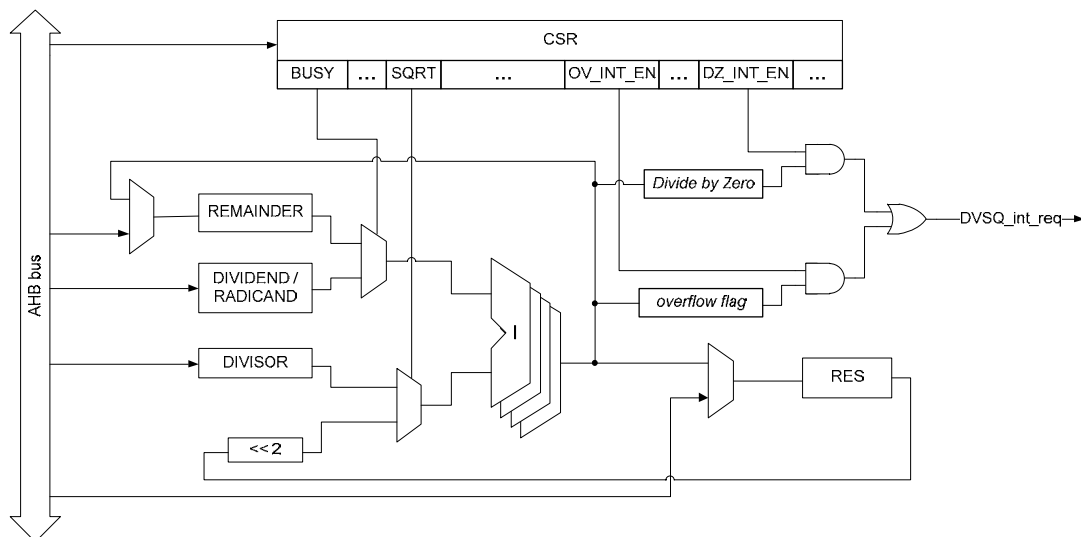 CSR
BUSY ... SQRT ... OV_INT_EN ... DZ_INT_EN ...
AHB bus
REMAINDER
DIVIDEND /
RADICAND
DIVISOR
<<2
Divide by Zero
overflow flag
DVSQ_int_req
RES